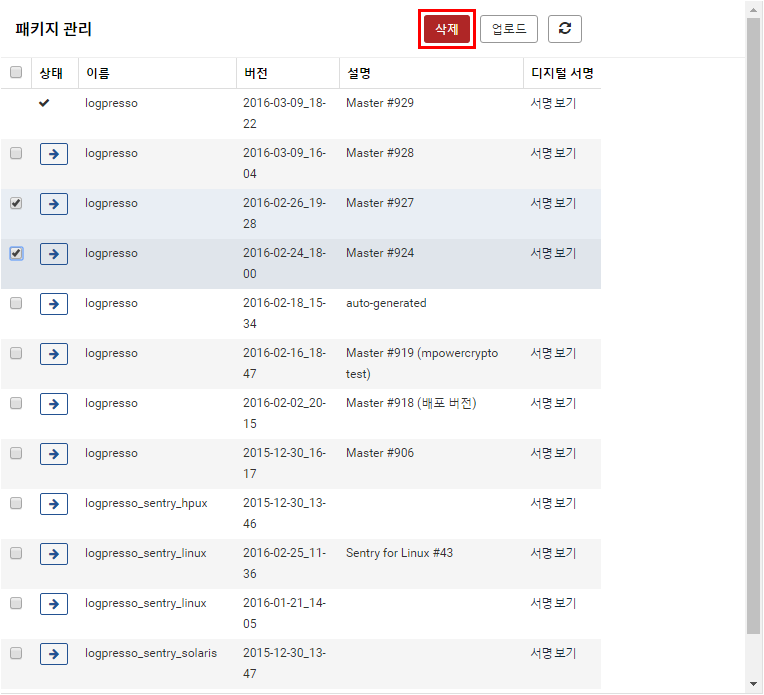 패키지 관리
삭제 업로드
상태 이름 버전 설명 디지털 서명
logpresso 2016-03-09_18- Master #929 서명 보기
22
logpresso 2016-03-09_16- Master #928 서명 보기
04
logpresso 2016-02-26_19- Master #927 서명 보기
28
logpresso 2016-02-24_18- Master #924 서명 보기
00
logpresso 2016-02-18_15- auto-generated
34
logpresso 2016-02-16_18- Master #919 (mpowercrypto 서명 보기
47 test)
logpresso 2016-02-02_20- Master #918 (배포 버전) 서명 보기
15
logpresso 2015-12-30_16- Master #906 서명 보기
17
logpresso_sentry_hpux 2015-12-30_13- 서명 보기
46
logpresso_sentry_linux 2016-02-25_11- Sentry for Linux #43 서명 보기
36
logpresso_sentry_linux 2016-01-21_14- 서명 보기
05
logpresso_sentry_solaris 2015-12-30_13- 서명 보기
47